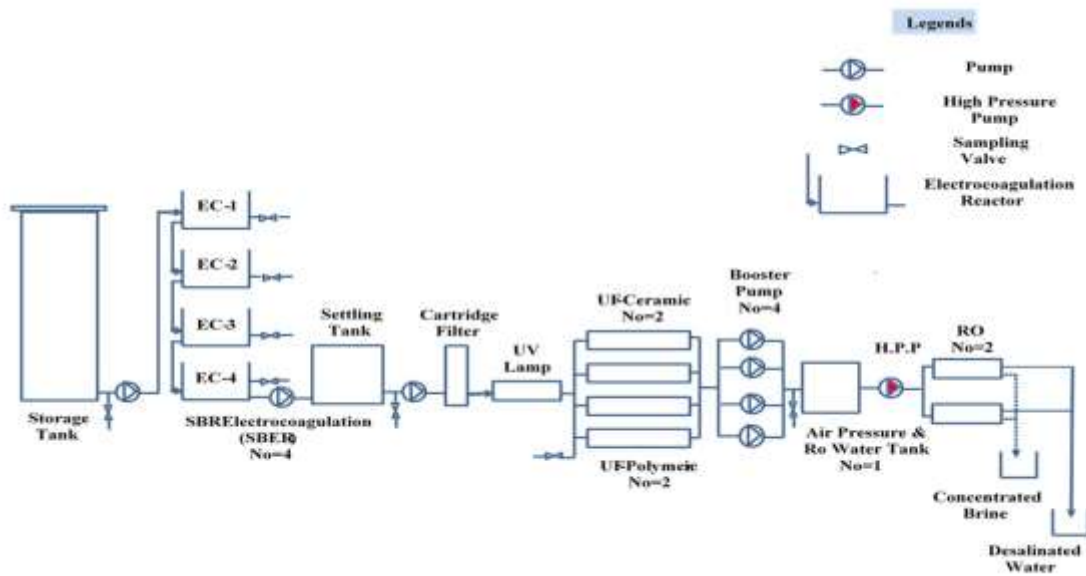 Legends
Pump
High Pressure
Pump
Sampling
Valve
Electrocoagulation
Reactor
EC-1
EC-2
EC-3
EC-4
Storage
Tank
SBRElectrocoagulation
(SBER)
No=4
Settling
Tank
Cartridge
Filter
UV
Lamp
UF-Ceramic
No=2
UF-Polymeic
No=2
Booster
Pump
No=4
Air Pressure &
Ro Water Tank
No=1
H.P.P
RO
No=2
Concentrated
Brine
Desalinated
Water